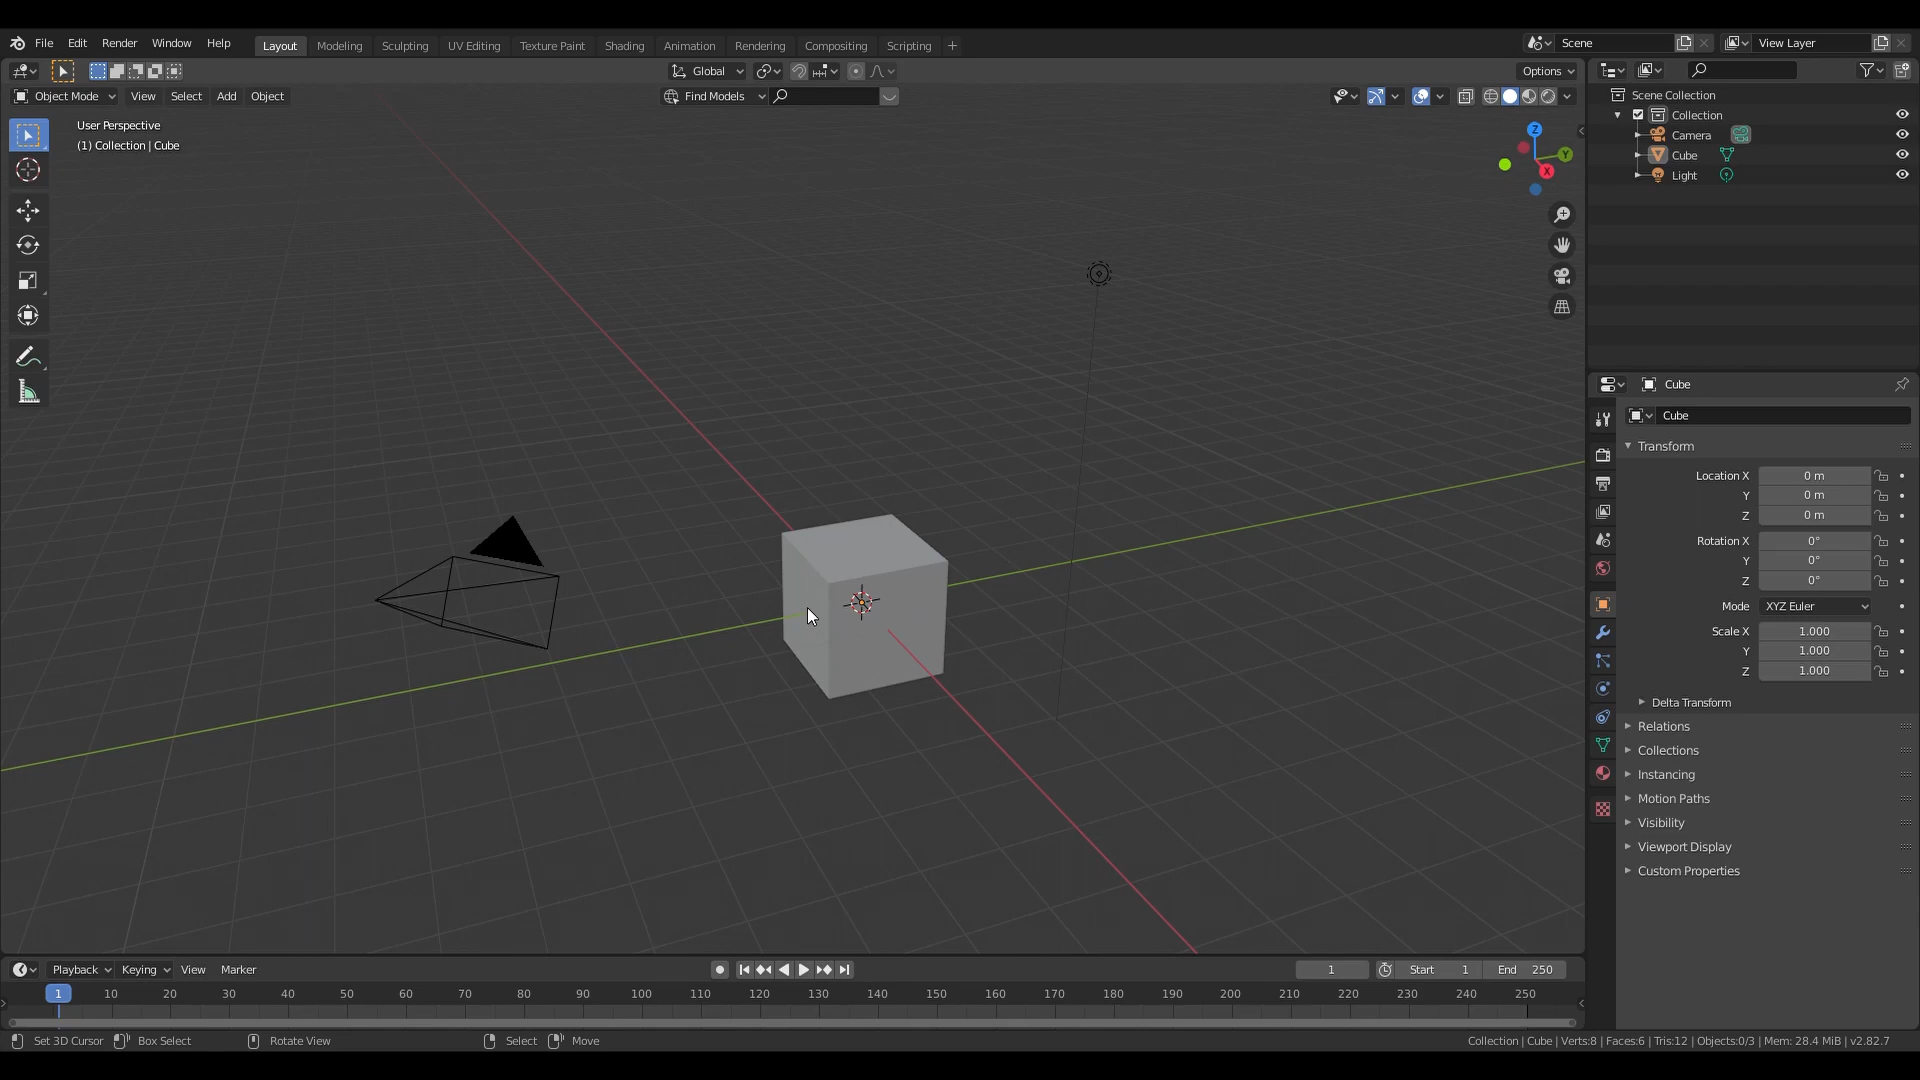 File Edit Render Window Help Layout Modeling Sculpting UV Editing Texture Paint Shading Animation Rendering Compositing Scripting + Scene View Layer
Global Options
Object Mode View Select Add Object Find Models
User Perspective
(1) Collection | Cube
Z
Y
X
Scene Collection
Collection
Camera
Cube
Light
Cube
Cube
Transform
Location X 0 m
Y 0 m
Z 0 m
Rotation X 0°
Y 0°
Z 0°
Mode XYZ Euler
Scale X 1.000
Y 1.000
Z 1.000
Delta Transform
Relations
Collections
Instancing
Motion Paths
Visibility
Viewport Display
Custom Properties
Playback Keying View Marker 1 Start 1 End 250
1 10 20 30 40 50 60 70 80 90 100 110 120 130 140 150 160 170 180 190 200 210 220 230 240 250
Set 3D Cursor Box Select Rotate View Select Move Collection | Cube | Verts:8 | Faces:6 | Tris:12 | Objects:0/3 | Mem: 28.4 MiB | v2.82.7